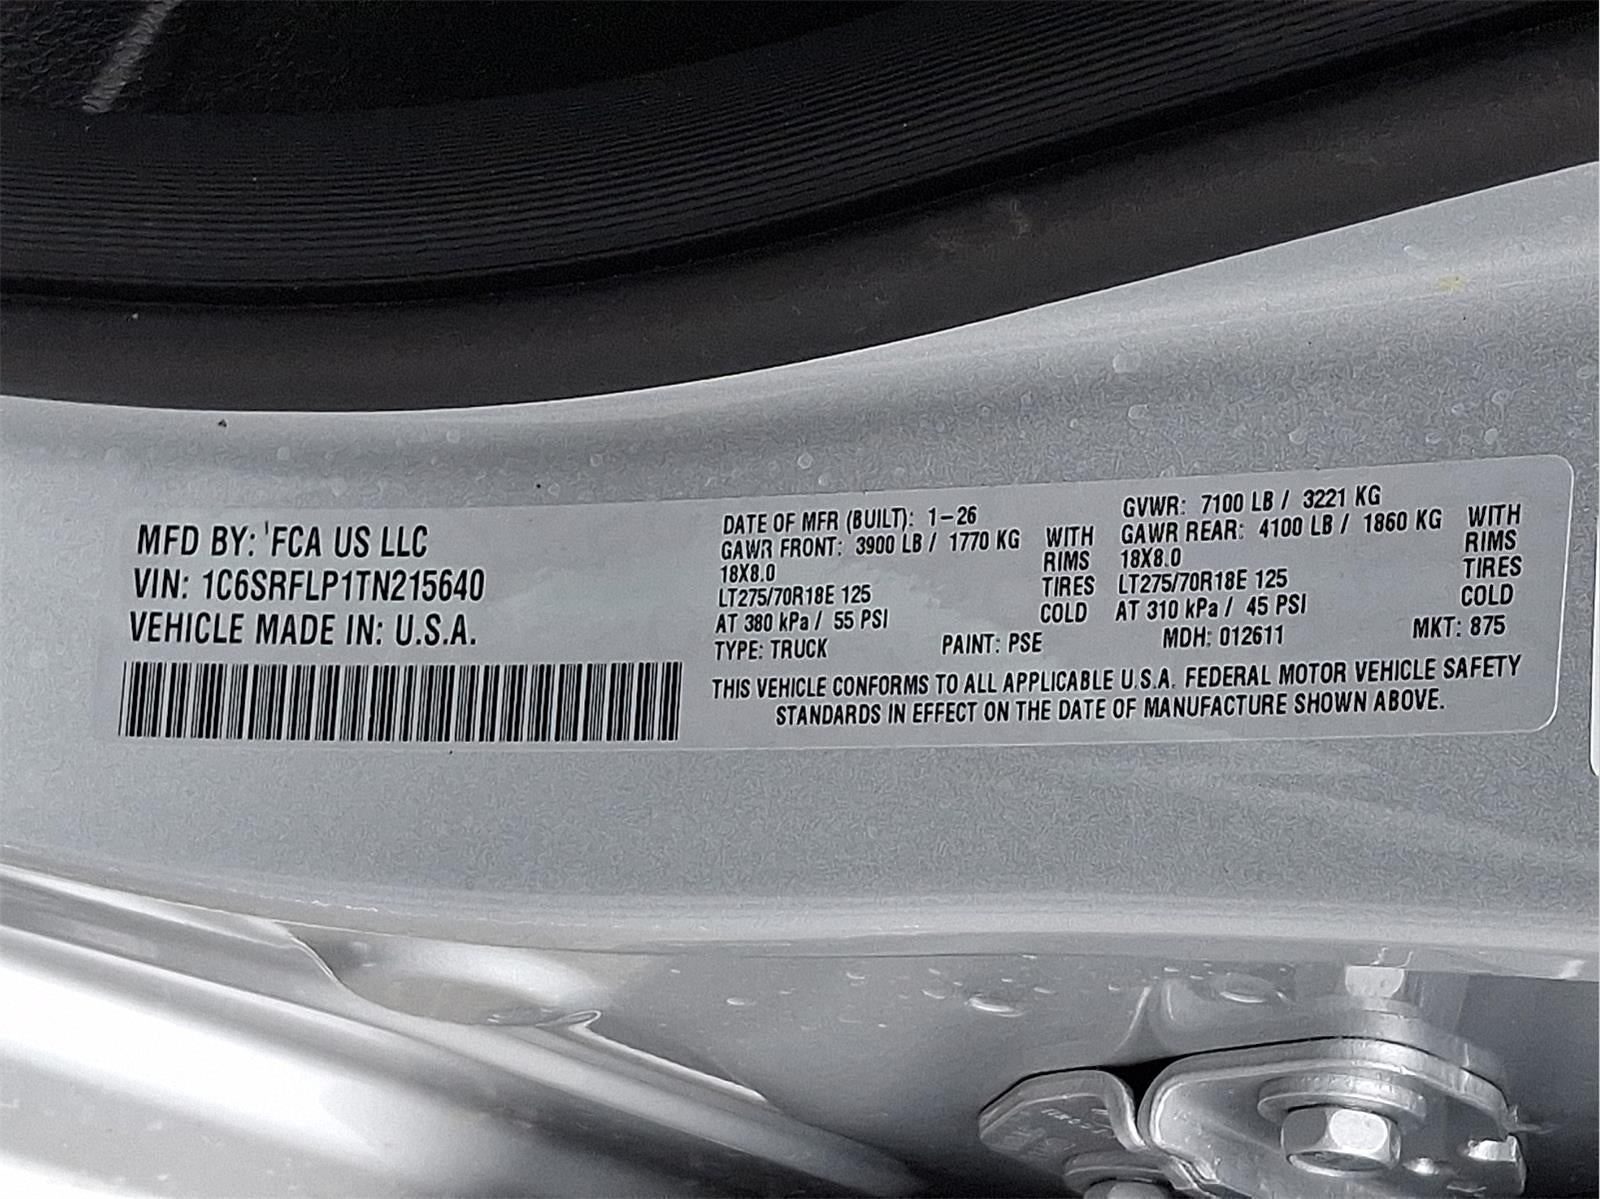 MFD BY: FCA US LLC
VIN: 1C6SRFLP1TN215640
VEHICLE MADE IN: U.S.A.
DATE OF MFR (BUILT): 1-26
GAWR FRONT: 3900 LB / 1770 KG WITH
18X8.0 RIMS
LT275/70R18E 125 TIRES
AT 380 kPa / 55 PSI COLD
GVWR: 7100 LB / 3221 KG
GAWR REAR: 4100 LB / 1860 KG WITH
18X8.0 RIMS
LT275/70R18E 125 TIRES
AT 310 kPa / 45 PSI COLD
TYPE: TRUCK PAINT: PSE MDH: 012611 MKT: 875
THIS VEHICLE CONFORMS TO ALL APPLICABLE U.S.A. FEDERAL MOTOR VEHICLE SAFETY
STANDARDS IN EFFECT ON THE DATE OF MANUFACTURE SHOWN ABOVE.